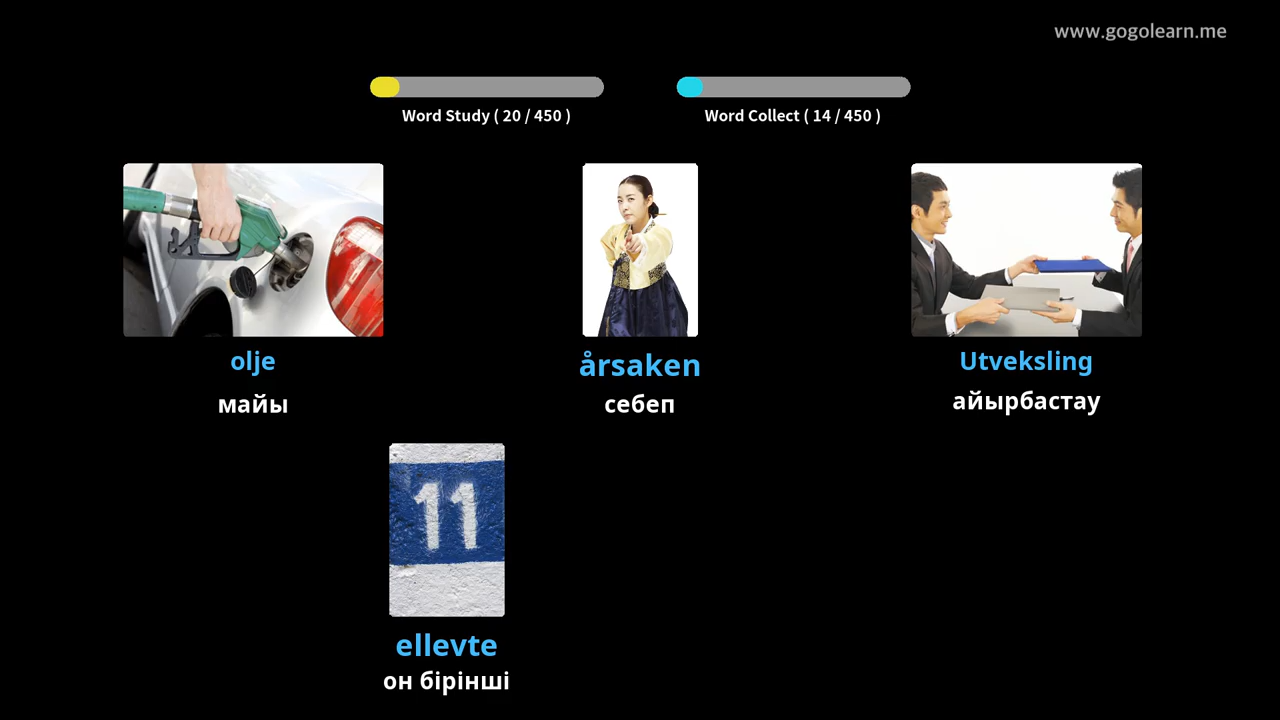 www.gogolearn.me
Word Study ( 20 / 450 )
Word Collect ( 14 / 450 )
olje
årsaken
Utveksling
майы
себеп
айырбастау
11
ellevte
он бірінші